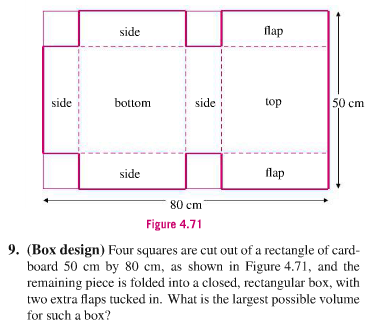 side
flap
side
bottom
side
top
50 cm
side
flap
80 cm
Figure 4.71
9. (Box design) Four squares are cut out of a rectangle of card-
board 50 cm by 80 cm, as shown in Figure 4.71, and the
remaining piece is folded into a closed, rectangular box, with
two extra flaps tucked in. What is the largest possible volume
for such a box?